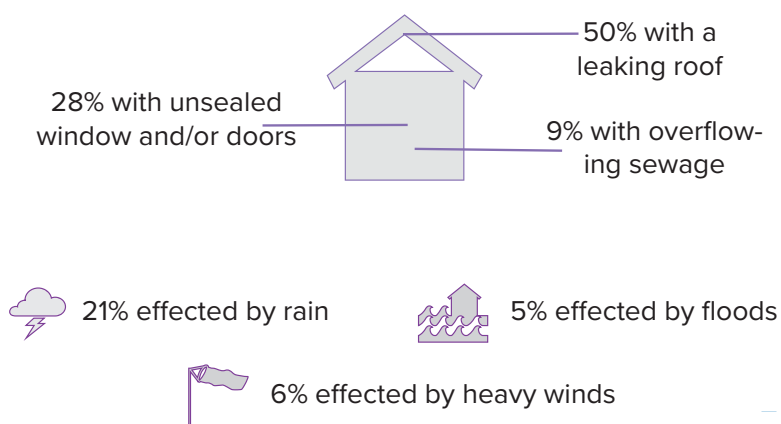 50% with a
leaking roof
28% with unsealed
window and/or doors
9% with overflow-
ing sewage
21% effected by rain
5% effected by floods
6% effected by heavy winds